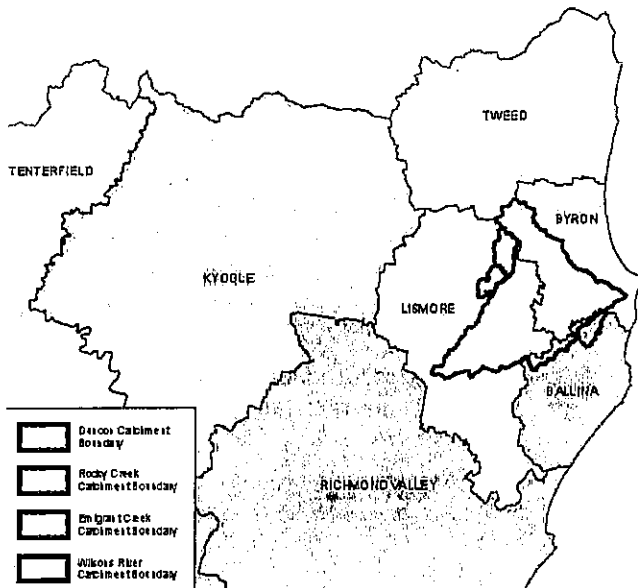 TWEED
TENTERFIELD
BYRON
KYOGLE
LISMORE
BALLINA
RICHMOND VALLEY
Catchment
Boundary
Rocky Creek
Catchment Boundary
Emigrant Creek
Catchment Boundary
Wilsons River
Catchment Boundary